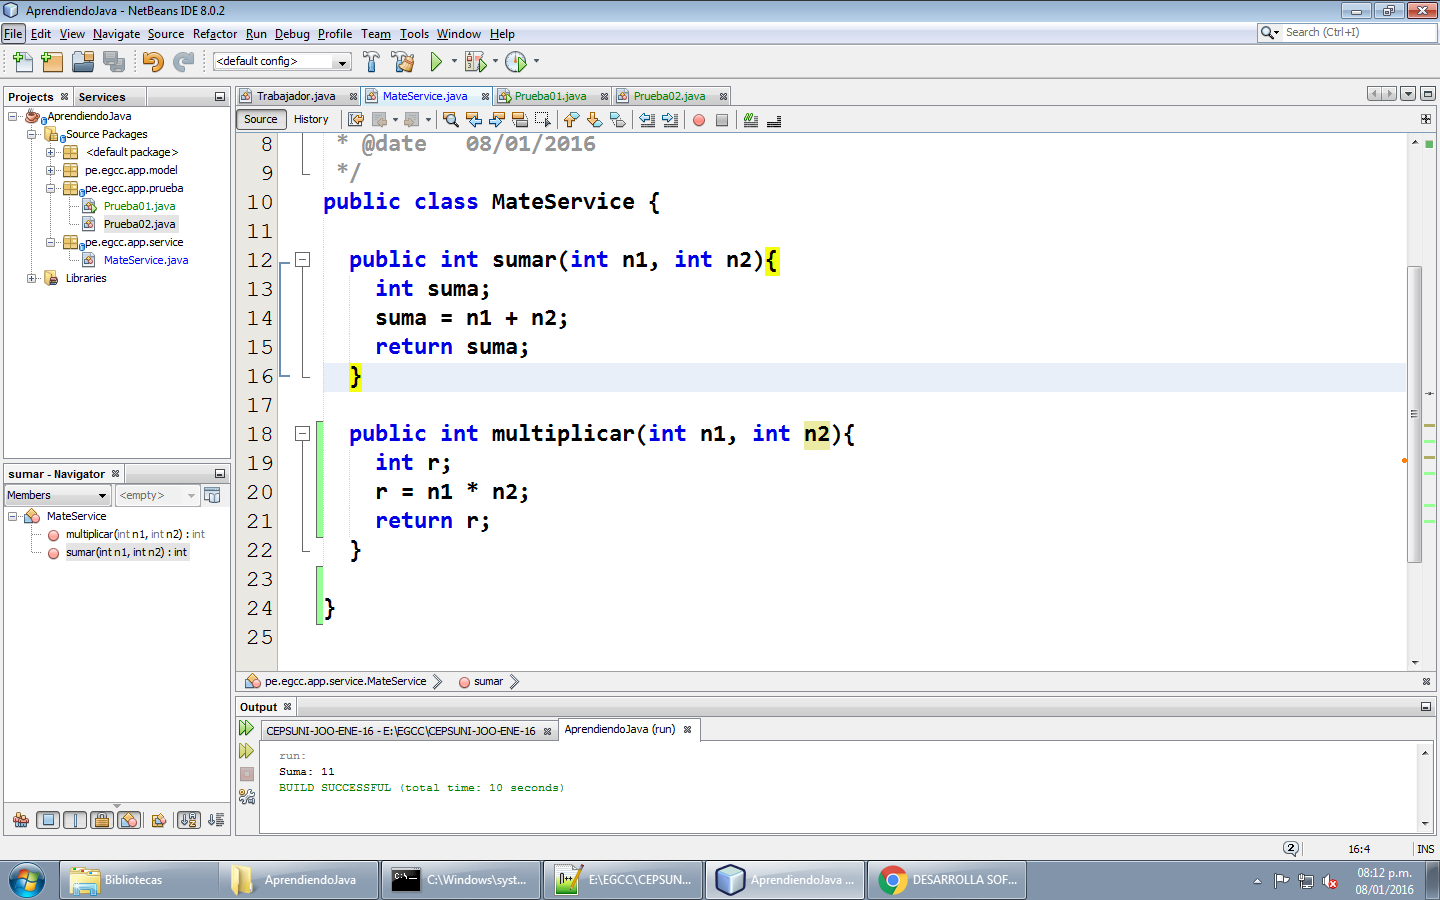 AprendiendoJava - NetBeans IDE 8.0.2
File Edit View Navigate Source Refactor Run Debug Profile Team Tools Window Help
Search (Ctrl+I)
<default config>
Projects Services
AprendiendoJava
Source Packages
<default package>
pe.egcc.app.model
pe.egcc.app.prueba
Prueba01.java
Prueba02.java
pe.egcc.app.service
MateService.java
Libraries
sumar - Navigator
Members <empty>
MateService
multiplicar(int n1, int n2) : int
sumar(int n1, int n2) : int
Trabajador.java MateService.java Prueba01.java Prueba02.java
Source History
8 * @date 08/01/2016
9 */
10 public class MateService {
11
12 public int sumar(int n1, int n2){
13 int suma;
14 suma = n1 + n2;
15 return suma;
16 }
17
18 public int multiplicar(int n1, int n2){
19 int r;
20 r = n1 * n2;
21 return r;
22 }
23
24 }
25
pe.egcc.app.service.MateService sumar
Output
CEPSUNI-JOO-ENE-16 - E:\EGCC\CEPSUNI-JOO-ENE-16 AprendiendoJava (run)
run:
Suma: 11
BUILD SUCCESSFUL (total time: 10 seconds)
2 16:4 INS
Bibliotecas AprendiendoJava C:\Windows\syst... E:\EGCC\CEPSUN... AprendiendoJava ... DESARROLLA SOF...
08:12 p.m.
08/01/2016